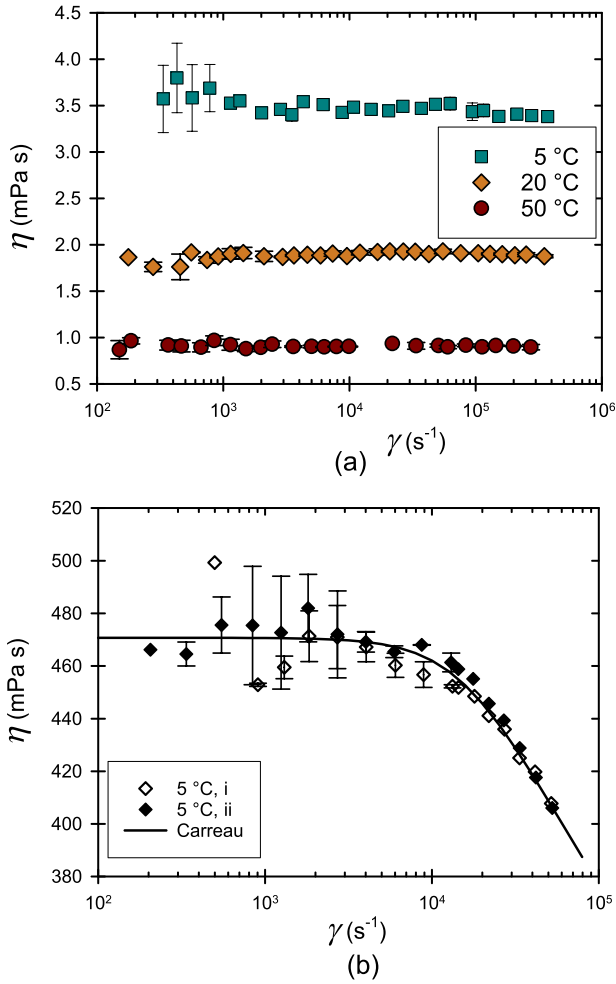 4.5
4.0
3.5
3.0
2.5
2.0
1.5
1.0
0.5
η (mPa s)
5 °C
20 °C
50 °C
10² 10³ 10⁴ 10⁵ 10⁶
γ (s⁻¹)
(a)
520
500
480
460
440
420
400
380
η (mPa s)
5 °C, i
5 °C, ii
Carreau
10² 10³ 10⁴ 10⁵
γ (s⁻¹)
(b)